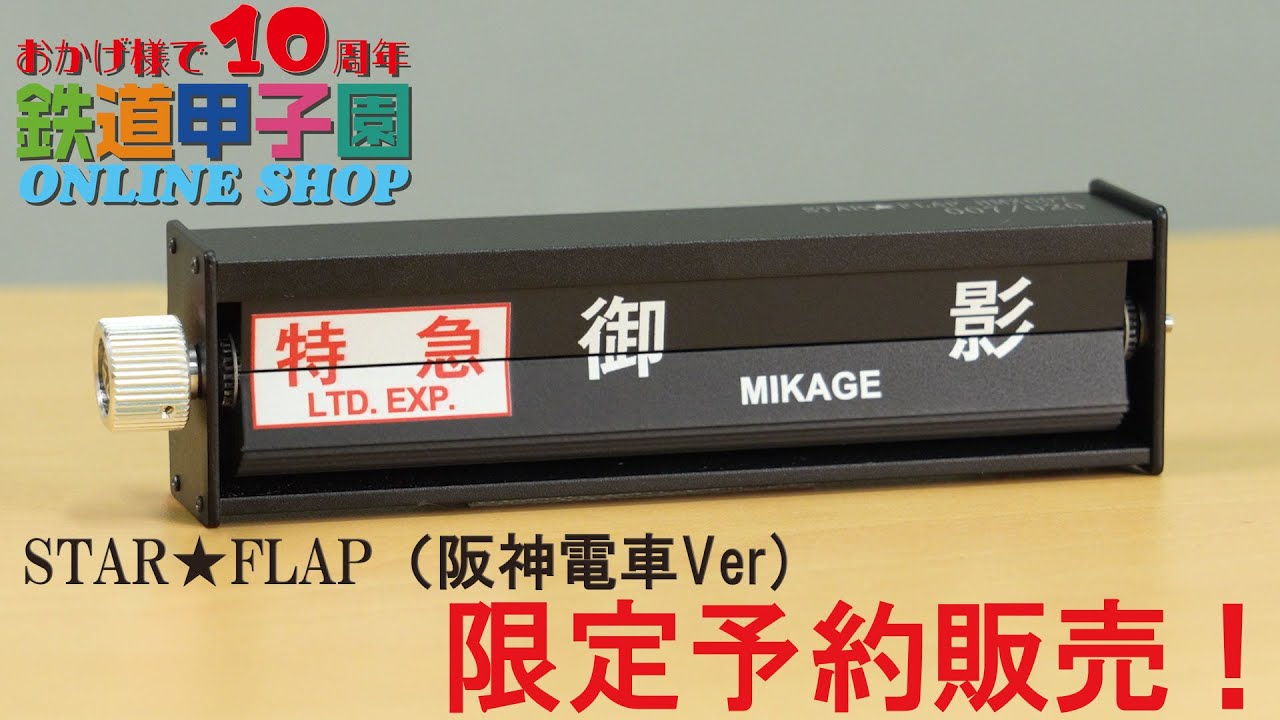 おかげ様で10周年
鉄道甲子園
ONLINE SHOP
007/020
特急
LTD. EXP.
御影
MIKAGE
STAR★FLAP（阪神電車Ver）
限定予約販売！